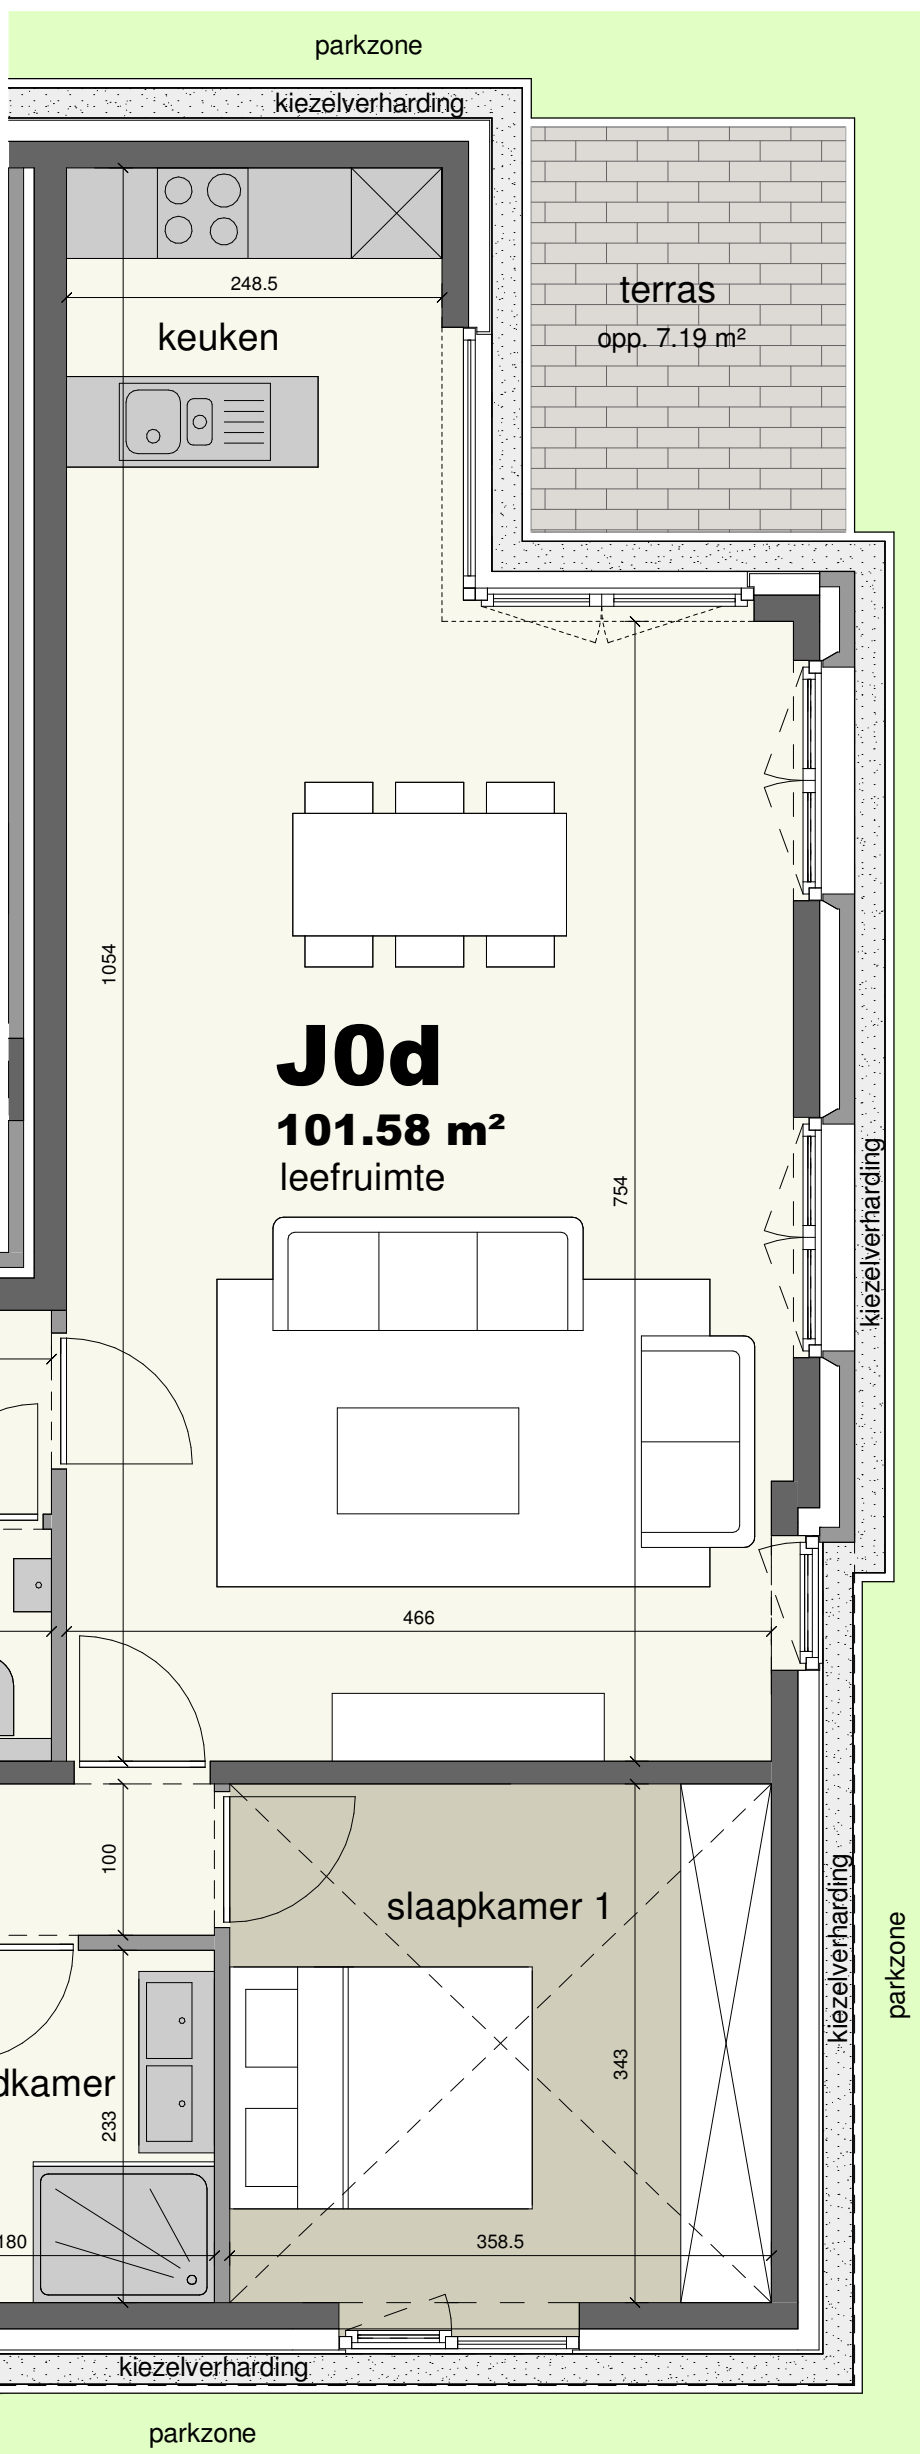 parkzone
kiezelverharding
248.5
keuken
terras
opp. 7.19 m²
1054
J0d
101.58 m²
leefruimte
754
kiezelverharding
466
100
slaapkamer 1
kiezelverharding
parkzone
343
dkamer
233
180
358.5
kiezelverharding
parkzone